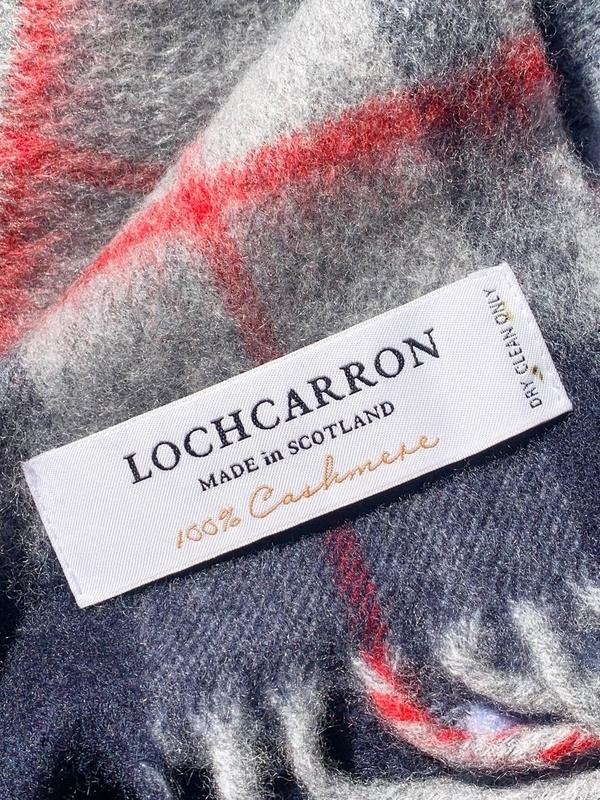 LOCHCARRON
MADE in SCOTLAND
100% Cashmere
DRY CLEAN ONLY